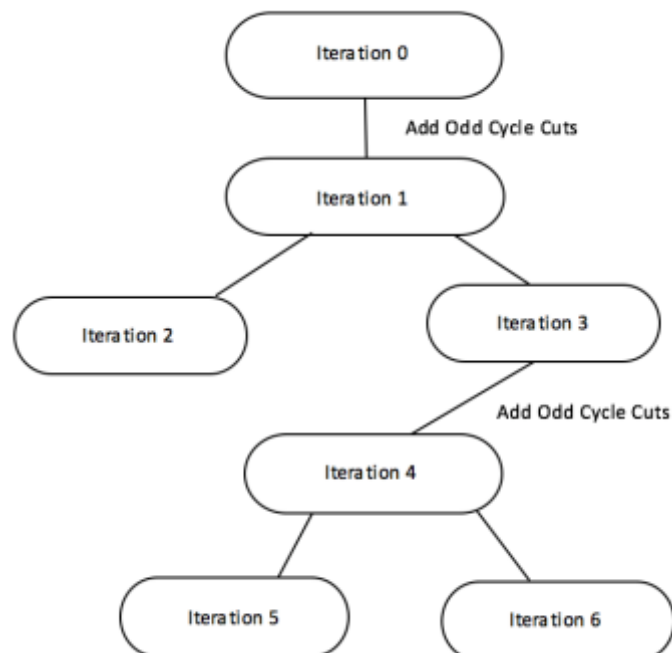 Iteration 0
Add Odd Cycle Cuts
Iteration 1
Iteration 2
Iteration 3
Add Odd Cycle Cuts
Iteration 4
Iteration 5
Iteration 6